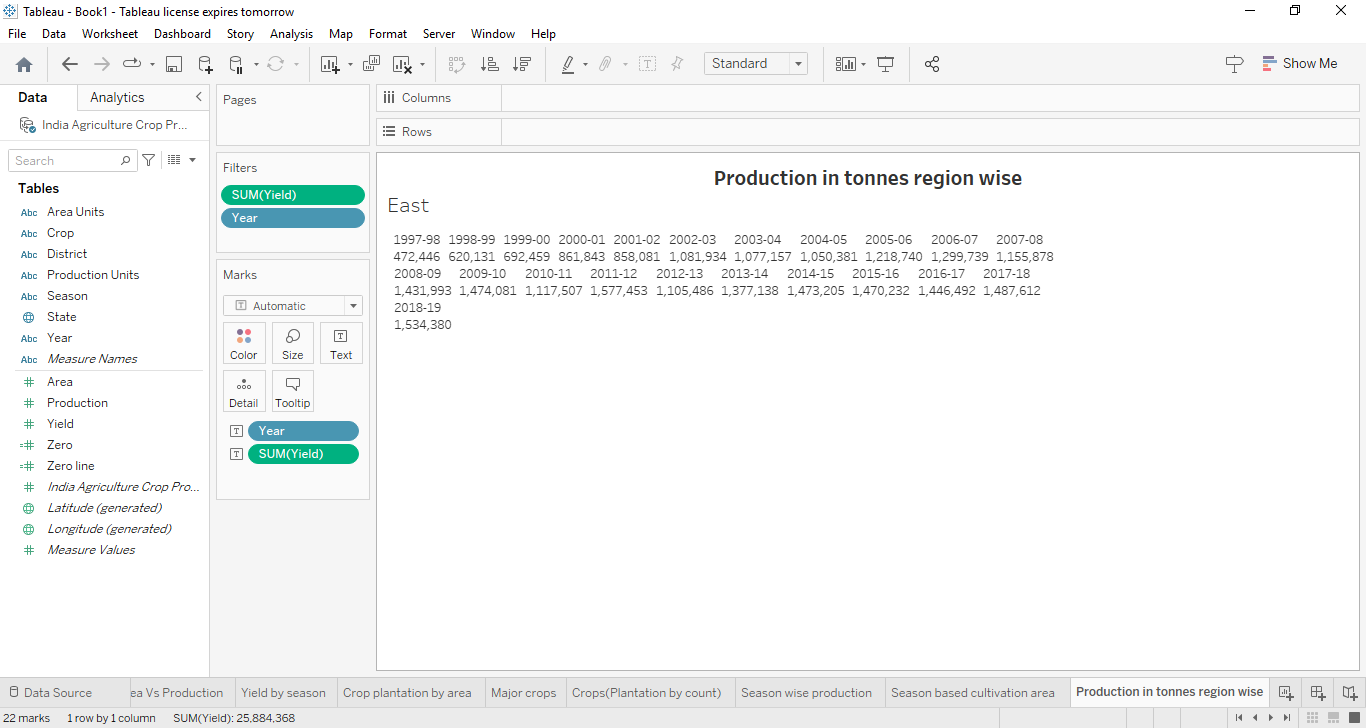 Tableau - Book1 - Tableau license expires tomorrow
File Data Worksheet Dashboard Story Analysis Map Format Server Window Help
Standard
Show Me
Data Analytics
India Agriculture Crop Pr...
Search
Tables
Abc Area Units
Abc Crop
Abc District
Abc Production Units
Abc Season
State
Abc Year
Abc Measure Names
Area
Production
Yield
Zero
Zero line
India Agriculture Crop Pro...
Latitude (generated)
Longitude (generated)
Measure Values
Pages
Filters
SUM(Yield)
Year
Marks
Automatic
Color Size Text
Detail Tooltip
Year
SUM(Yield)
Columns
Rows
Production in tonnes region wise
East
1997-98 1998-99 1999-00 2000-01 2001-02 2002-03 2003-04 2004-05 2005-06 2006-07 2007-08
472,446 620,131 692,459 861,843 858,081 1,081,934 1,077,157 1,050,381 1,218,740 1,299,739 1,155,878
2008-09 2009-10 2010-11 2011-12 2012-13 2013-14 2014-15 2015-16 2016-17 2017-18
1,431,993 1,474,081 1,117,507 1,577,453 1,105,486 1,377,138 1,473,205 1,470,232 1,446,492 1,487,612
2018-19
1,534,380
Data Source ea Vs Production Yield by season Crop plantation by area Major crops Crops(Plantation by count) Season wise production Season based cultivation area Production in tonnes region wise
22 marks 1 row by 1 column SUM(Yield): 25,884,368